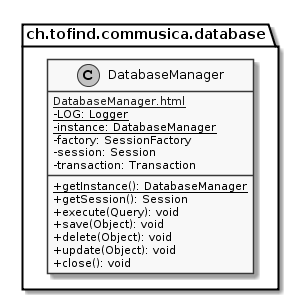 ch.tofind.commusica.database
C DatabaseManager
DatabaseManager.html
-LOG: Logger
-instance: DatabaseManager
-factory: SessionFactory
-session: Session
-transaction: Transaction
+getInstance(): DatabaseManager
+getSession(): Session
+execute(Query): void
+save(Object): void
+delete(Object): void
+update(Object): void
+close(): void